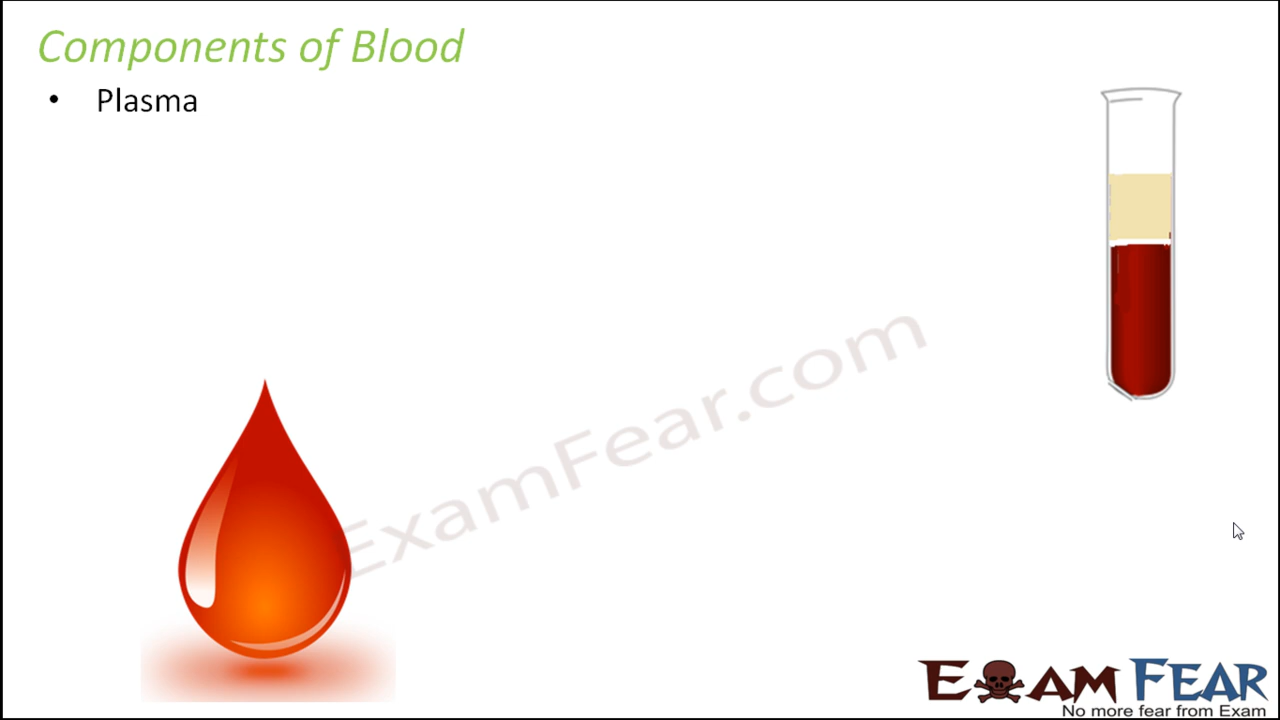 Components of Blood
• Plasma
ExamFear.com
EXAM FEAR
No more fear from Exam